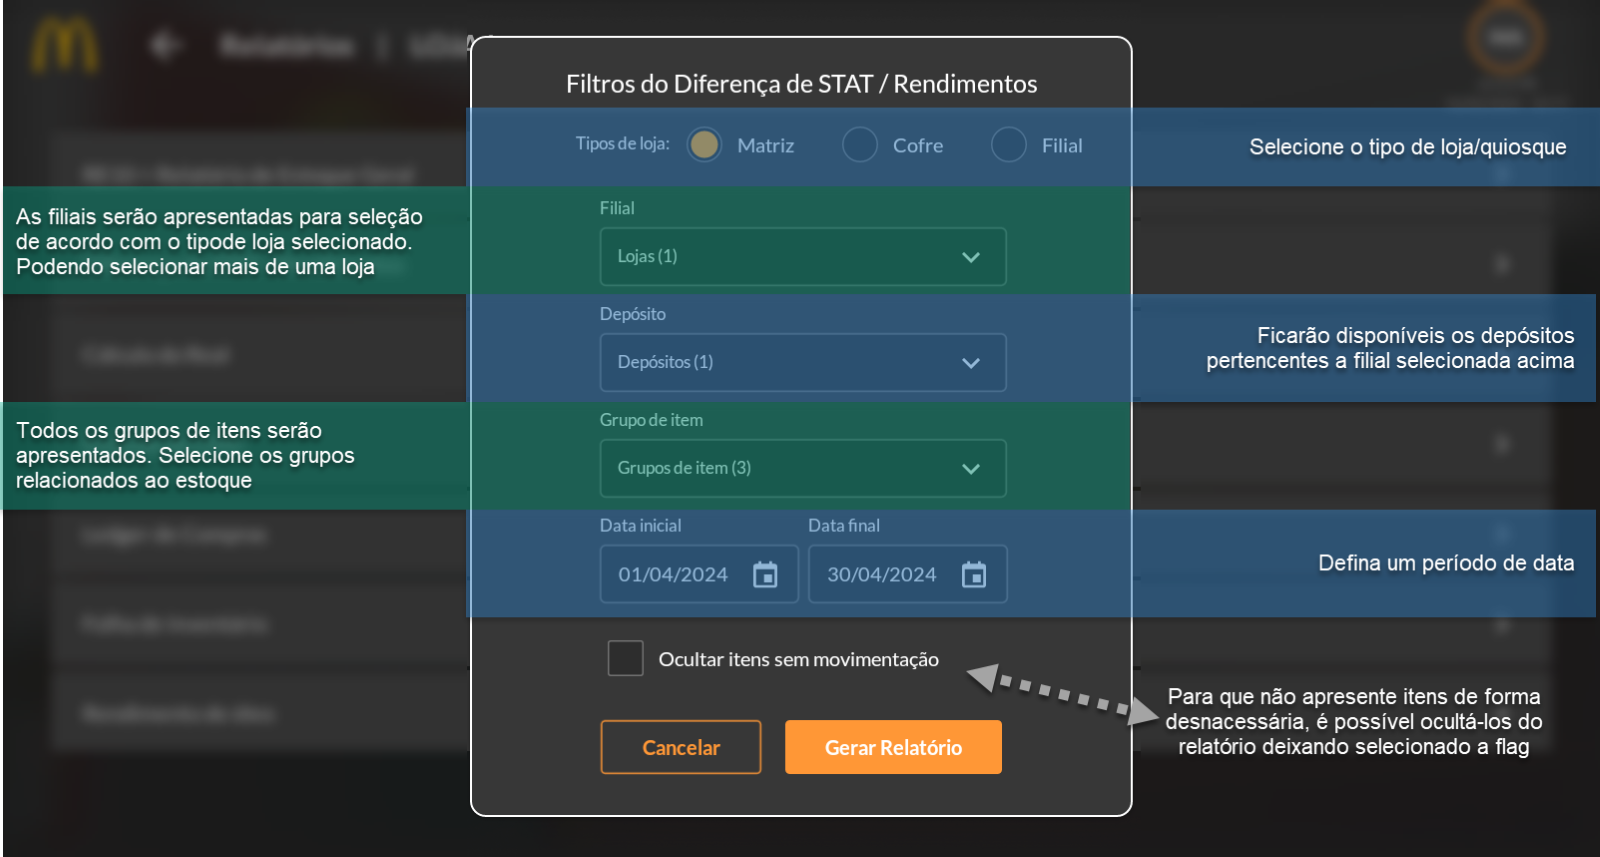 Relatórios | LOJA
Filtros do Diferença de STAT / Rendimentos
Tipos de loja: Matriz Cofre Filial
Selecione o tipo de loja/quiosque
As filiais serão apresentadas para seleção
de acordo com o tipode loja selecionado.
Podendo selecionar mais de uma loja
Filial
Lojas (1)
Depósito
Depósitos (1)
Ficarão disponíveis os depósitos
pertencentes a filial selecionada acima
Todos os grupos de itens serão
apresentados. Selecione os grupos
relacionados ao estoque
Grupo de item
Grupos de item (3)
Data inicial Data final
01/04/2024 30/04/2024
Defina um período de data
Ocultar itens sem movimentação
Para que não apresente itens de forma
desnacessária, é possível ocultá-los do
relatório deixando selecionado a flag
Cancelar Gerar Relatório
Folha de Inventário